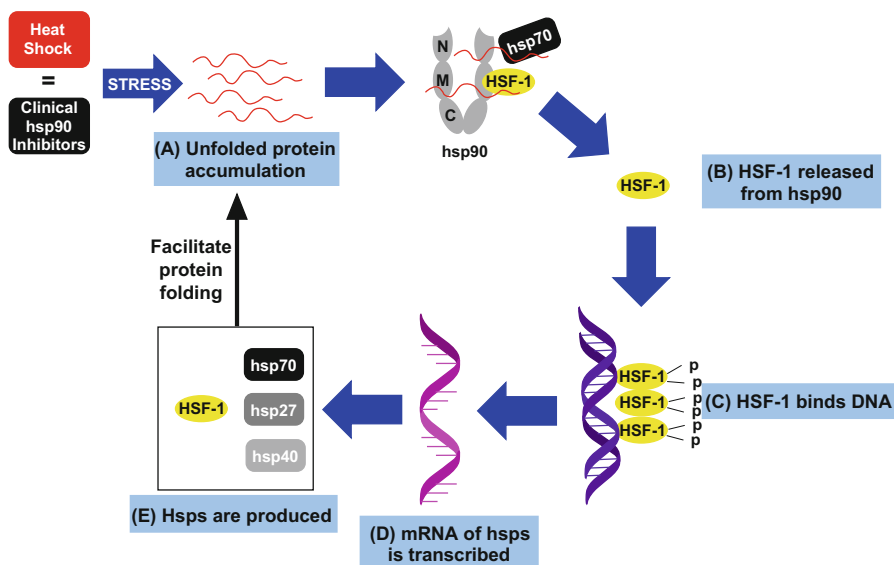 Heat
Shock
=
Clinical
hsp90
Inhibitors
STRESS
(A) Unfolded protein
accumulation
N
M
C
hsp70
HSF-1
hsp90
HSF-1
(B) HSF-1 released
from hsp90
HSF-1
HSF-1
HSF-1
p
p
p
p
p
p
(C) HSF-1 binds DNA
(D) mRNA of hsps
is transcribed
HSF-1
hsp70
hsp27
hsp40
(E) Hsps are produced
Facilitate
protein
folding